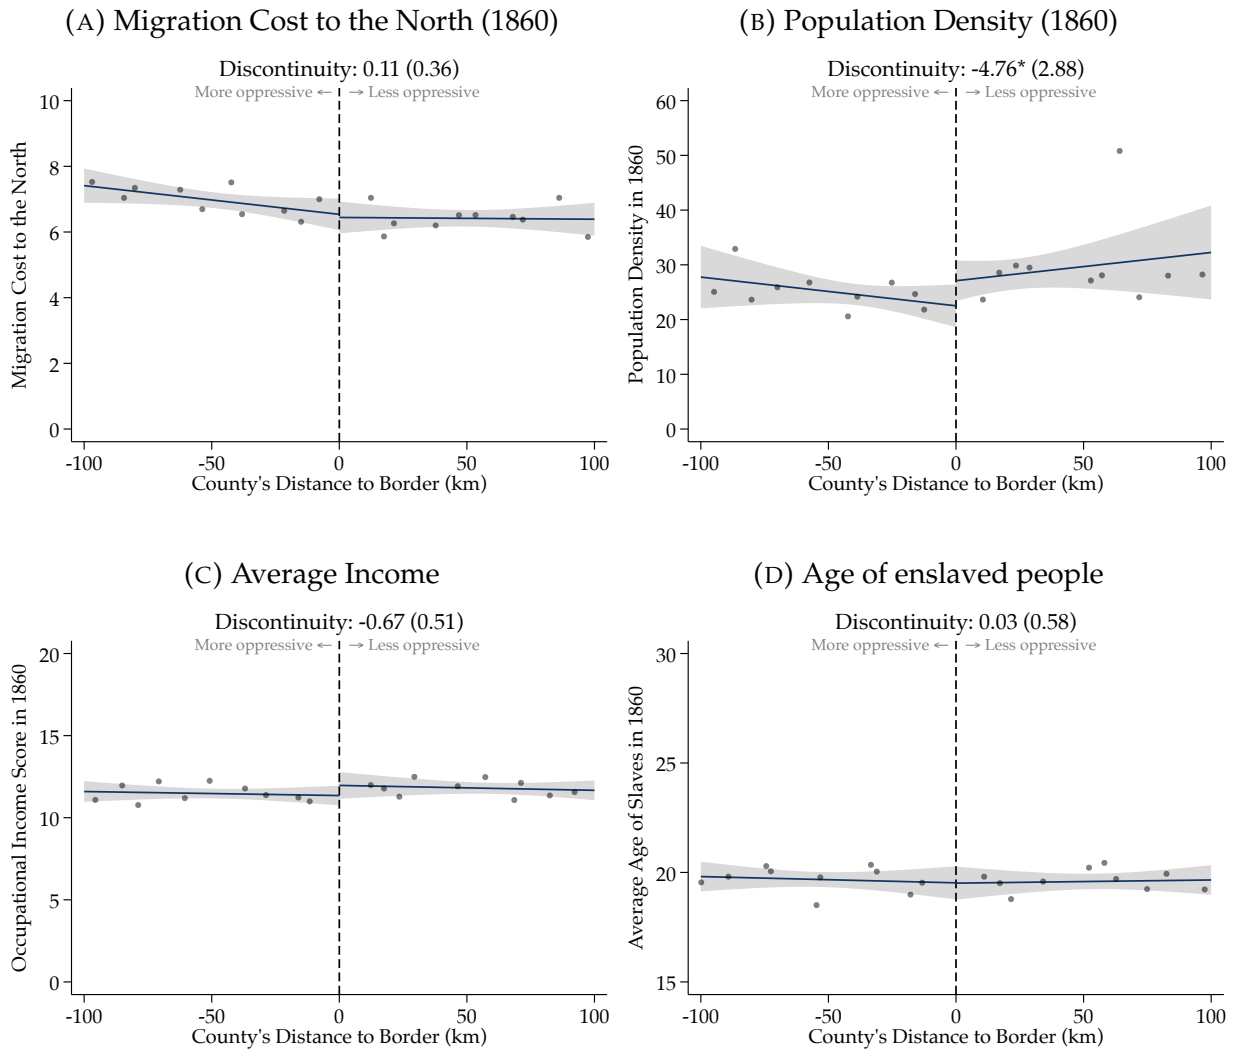 (A) Migration Cost to the North (1860)
Discontinuity: 0.11 (0.36)
More oppressive ← → Less oppressive
Migration Cost to the North
10
8
6
4
2
0
-100 -50 0 50 100
County's Distance to Border (km)
(B) Population Density (1860)
Discontinuity: -4.76* (2.88)
More oppressive ← → Less oppressive
Population Density in 1860
60
50
40
30
20
10
0
-100 -50 0 50 100
County's Distance to Border (km)
(C) Average Income
Discontinuity: -0.67 (0.51)
More oppressive ← → Less oppressive
Occupational Income Score in 1860
20
15
10
5
0
-100 -50 0 50 100
County's Distance to Border (km)
(D) Age of enslaved people
Discontinuity: 0.03 (0.58)
More oppressive ← → Less oppressive
Average Age of Slaves in 1860
30
25
20
15
-100 -50 0 50 100
County's Distance to Border (km)